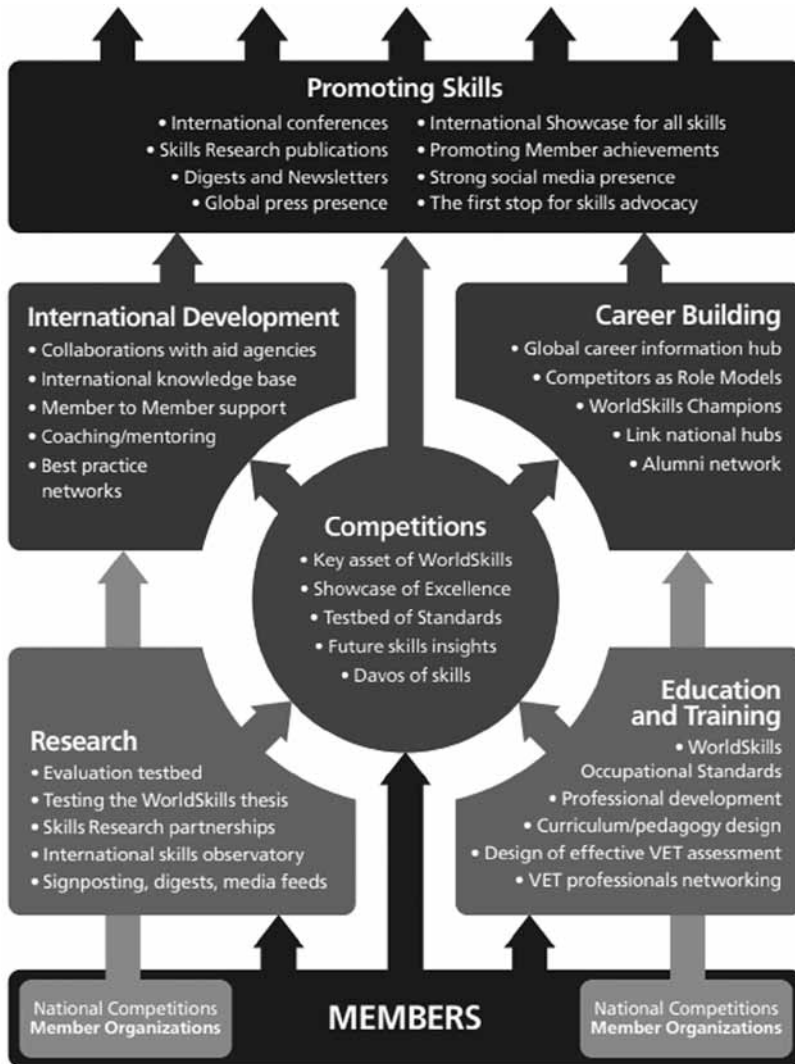 Promoting Skills
• International conferences
• Skills Research publications
• Digests and Newsletters
• Global press presence
• International Showcase for all skills
• Promoting Member achievements
• Strong social media presence
• The first stop for skills advocacy
International Development
• Collaborations with aid agencies
• International knowledge base
• Member to Member support
• Coaching/mentoring
• Best practice
networks
Career Building
• Global career information hub
• Competitors as Role Models
• WorldSkills Champions
• Link national hubs
• Alumni network
Competitions
• Key asset of WorldSkills
• Showcase of Excellence
• Testbed of Standards
• Future skills insights
• Davos of skills
Research
• Evaluation testbed
• Testing the WorldSkills thesis
• Skills Research partnerships
• International skills observatory
• Signposting, digests, media feeds
Education
and Training
• WorldSkills
Occupational Standards
• Professional development
• Curriculum/pedagogy design
• Design of effective VET assessment
• VET professionals networking
National Competitions
Member Organizations
MEMBERS
National Competitions
Member Organizations